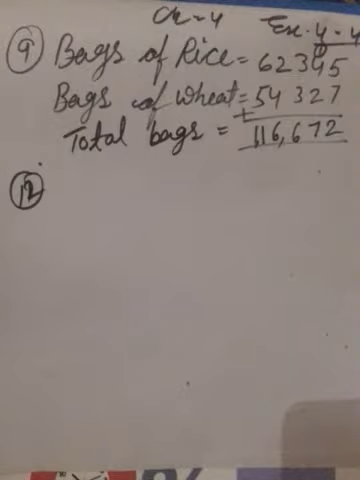 Ch = 4 Ex. 4 - 4
9 Bags of Rice = 62345
Bags of Wheat = 54327
+
Total bags = 116,672
12